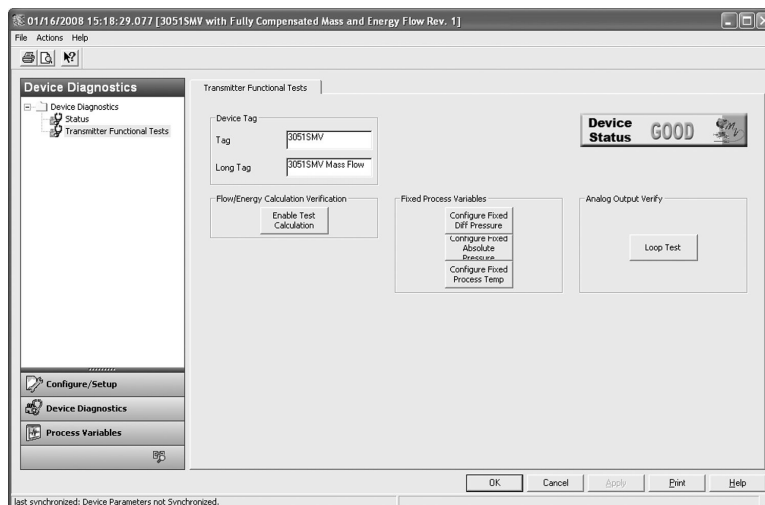 01/16/2008 15:18:29.077 [3051SMV with Fully Compensated Mass and Energy Flow Rev. 1]
File Actions Help
Device Diagnostics
Device Diagnostics
Status
Transmitter Functional Tests
Transmitter Functional Tests
Device Tag
Tag 3051SMV
Long Tag 3051SMV Mass Flow
Device Status GOOD
Flow/Energy Calculation Verification
Enable Test
Calculation
Fixed Process Variables
Configure Fixed
Diff Pressure
Configure Fixed
Absolute
Pressure
Configure Fixed
Process Temp
Analog Output Verify
Loop Test
Configure/Setup
Device Diagnostics
Process Variables
OK Cancel Apply Print Help
last synchronized: Device Parameters not Synchronized.